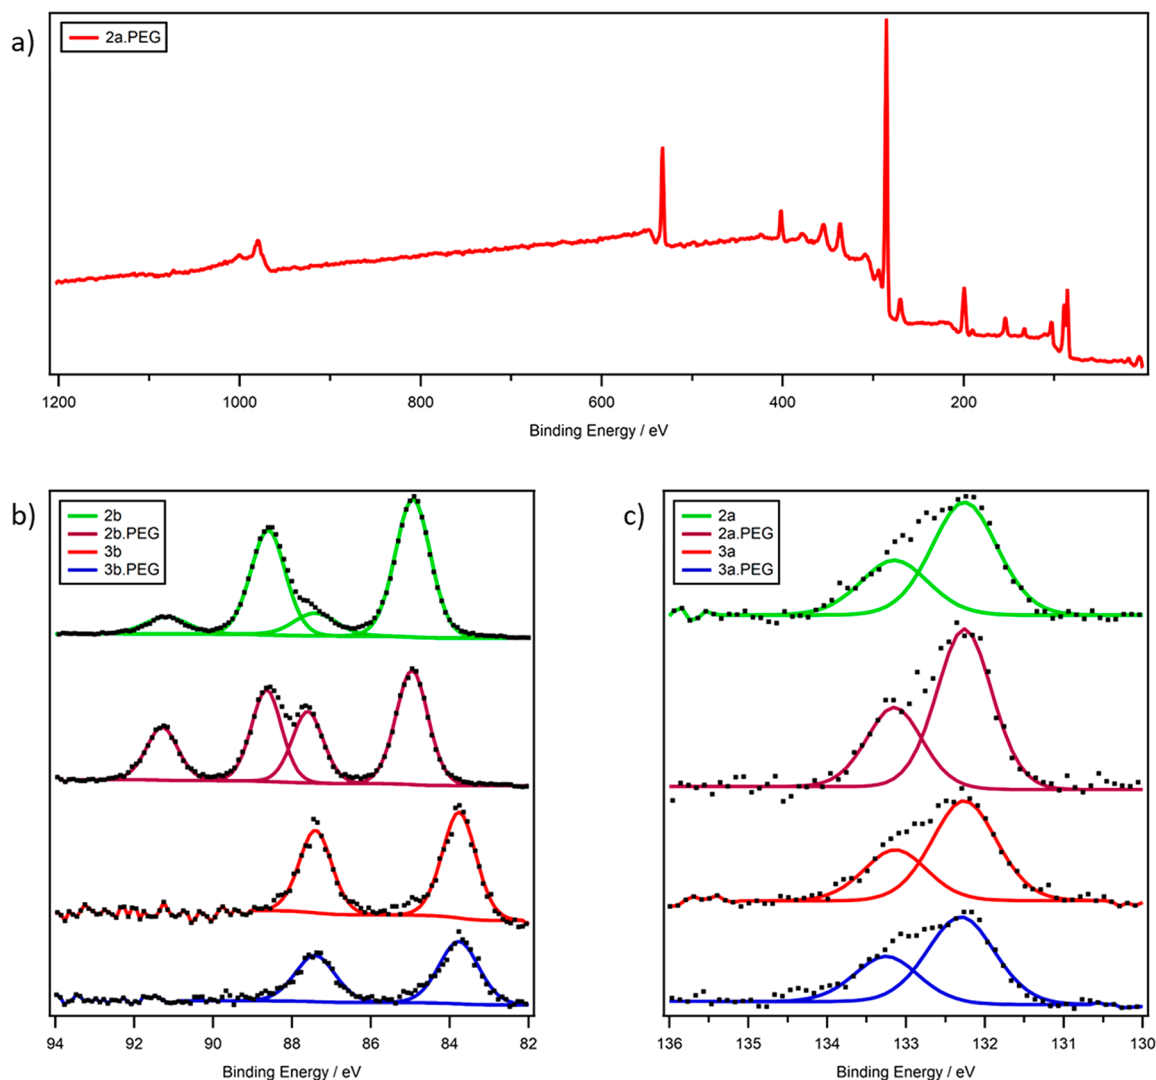 a)
2a.PEG
1200 1000 800 600 400 200
Binding Energy / eV
b)
2b
2b.PEG
3b
3b.PEG
94 92 90 88 86 84 82
Binding Energy / eV
c)
2a
2a.PEG
3a
3a.PEG
136 135 134 133 132 131 130
Binding Energy / eV